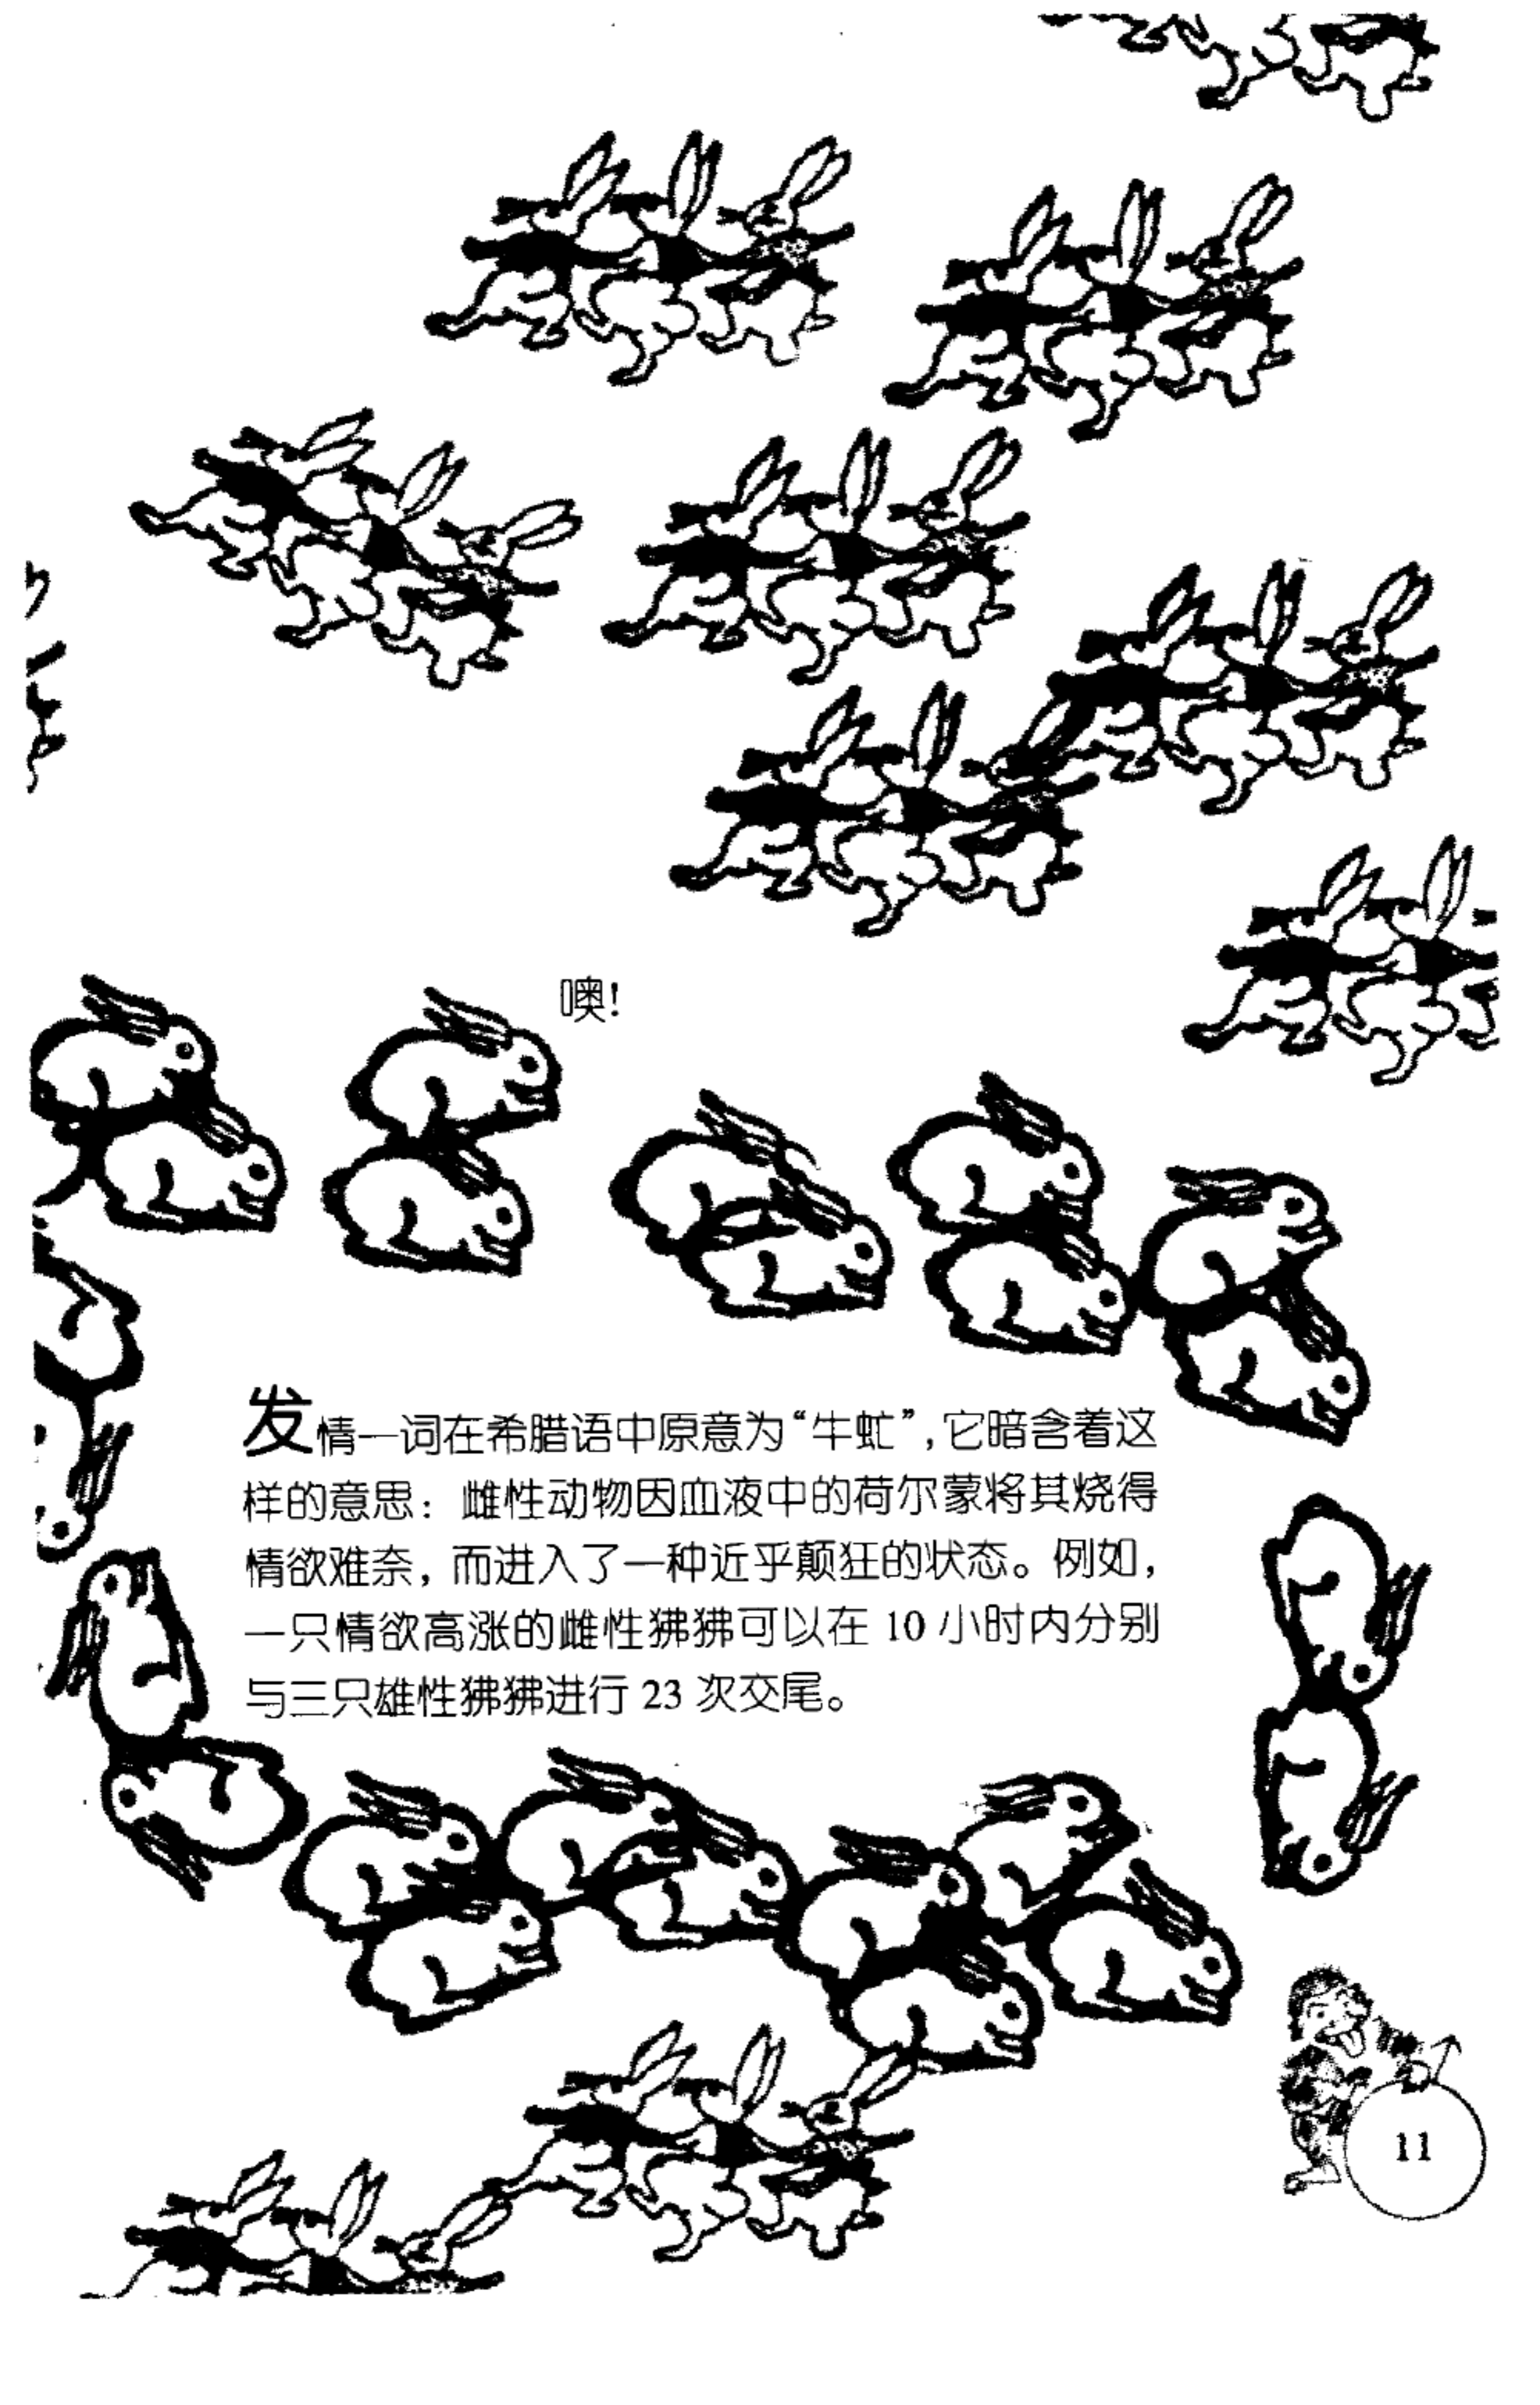 噢!
发情一词在希腊语中原意为“牛虻”,它暗含着这
样的意思：雌性动物因血液中的荷尔蒙将其烧得
情欲难奈，而进入了一种近乎颠狂的状态。例如，
一只情欲高涨的雌性狒狒可以在 10 小时内分别
与三只雄性狒狒进行 23 次交尾。
11